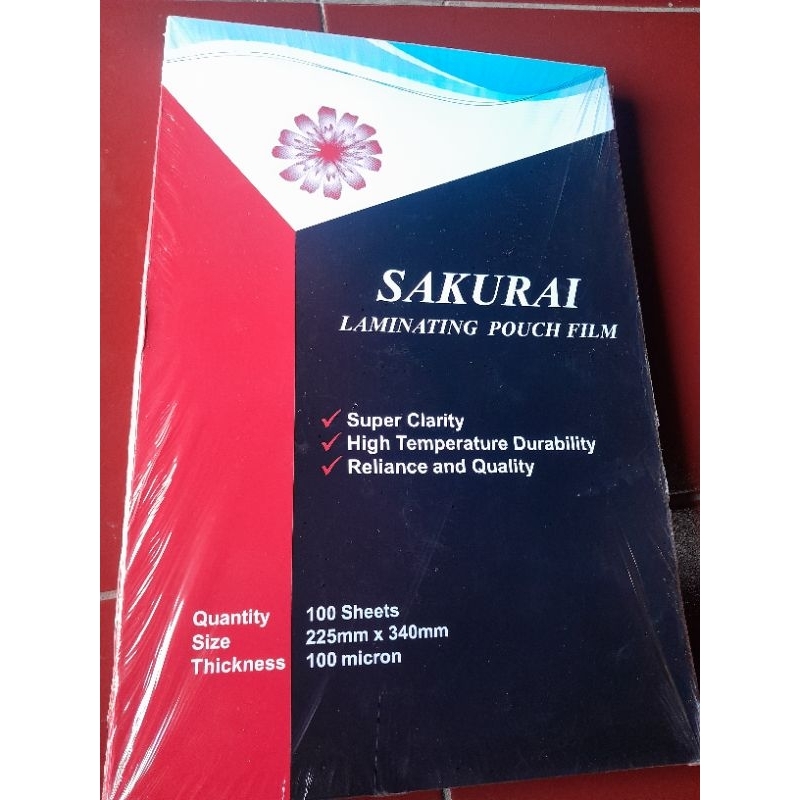 SAKURAI
LAMINATING POUCH FILM
✓ Super Clarity
✓ High Temperature Durability
✓ Reliance and Quality
Quantity 100 Sheets
Size 225mm x 340mm
Thickness 100 micron